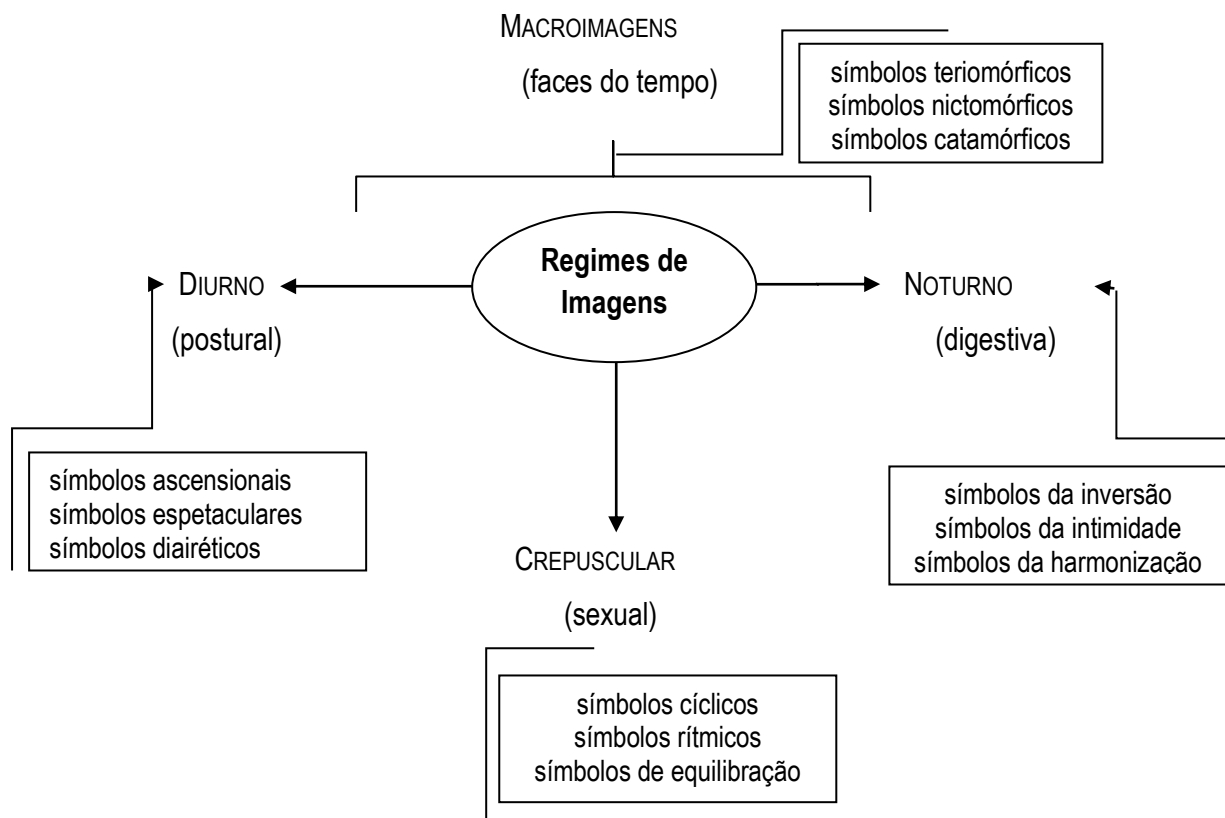 MACROIMAGENS
(faces do tempo)
símbolos teriomórficos
símbolos nictomórficos
símbolos catamórficos
Regimes de
Imagens
DIURNO
(postural)
NOTURNO
(digestiva)
símbolos ascensionais
símbolos espetaculares
símbolos diairéticos
símbolos da inversão
símbolos da intimidade
símbolos da harmonização
CREPUSCULAR
(sexual)
símbolos cíclicos
símbolos rítmicos
símbolos de equilibração